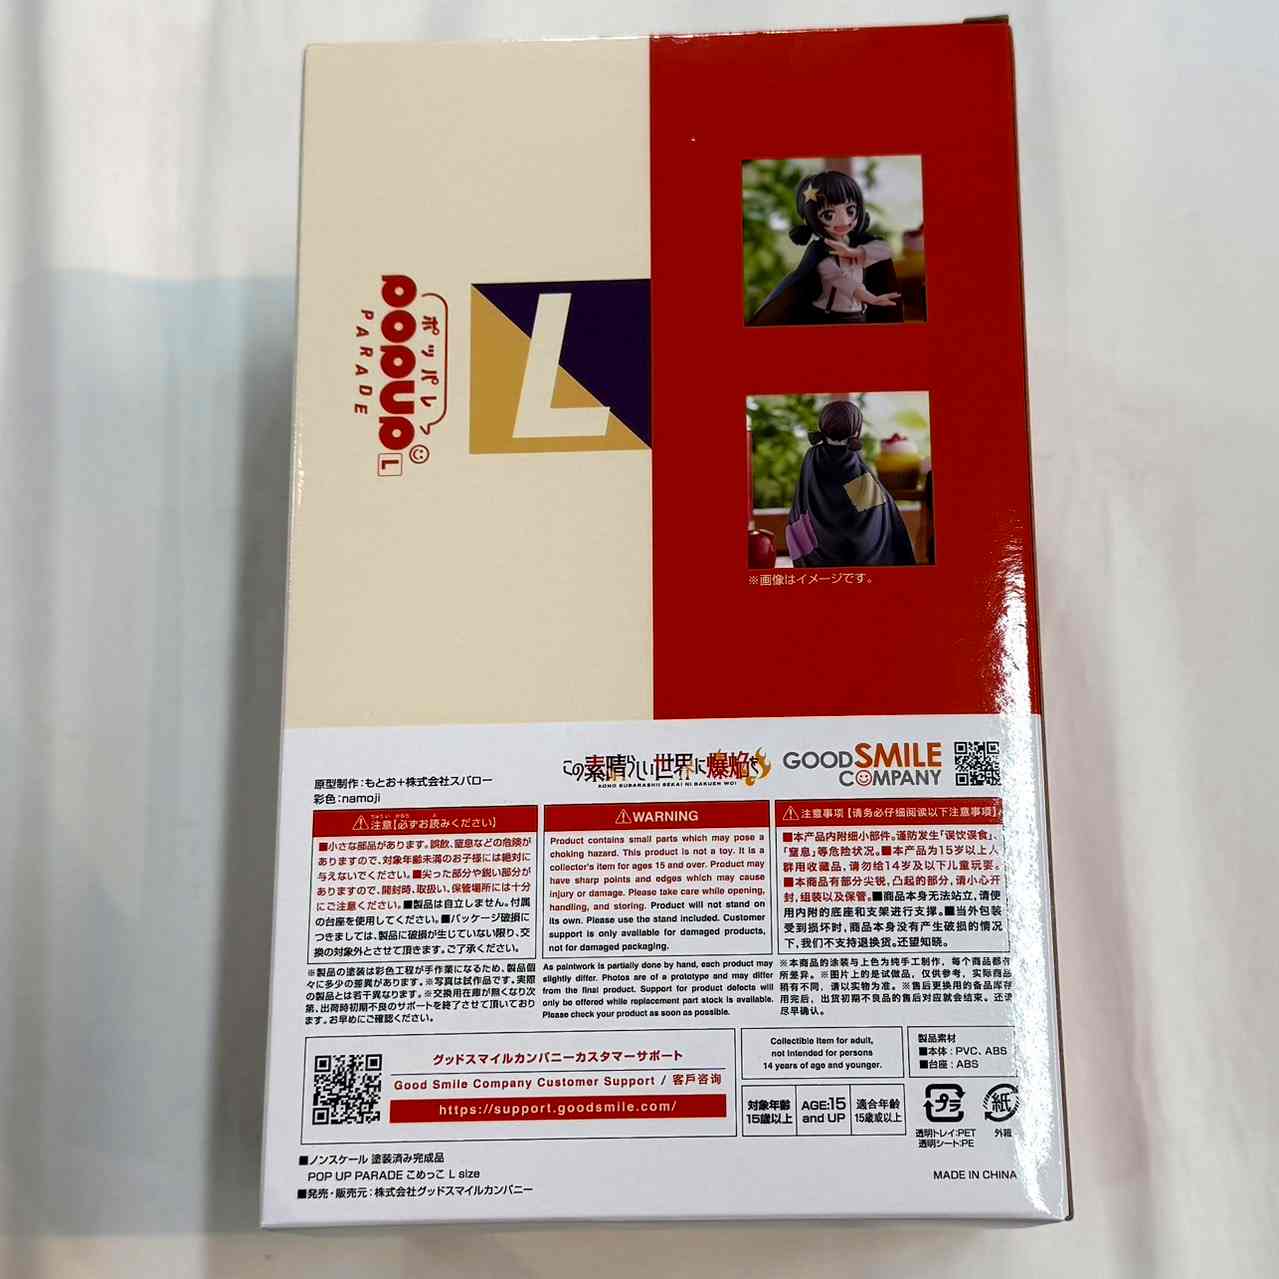 ポッパレ
popup
PARADE
L
L
※画像はイメージです。
原型制作：もとお＋株式会社スパロー
彩色：namoji
この素晴らしい世界に爆焔を
KONO SUBARASHII SEKAI NI BAKUEN WO!
GOOD SMILE
COMPANY
⚠注意【必ずお読みください】
■小さな部品があります。誤飲、窒息などの危険が
ありますので、対象年齢未満のお子様には絶対に
与えないでください。■尖った部分や鋭い部分が
ありますので、開封時、取扱い、保管場所には十分
にご注意ください。■製品は自立しません。付属
の台座を使用してください。■パッケージ破損に
つきましては、製品に破損が生じていない限り、交
換の対象外とさせて頂きます。ご了承ください。
※製品の塗装は彩色工程が手作業になるため、製品個
々に多少の差異があります。※写真は試作品です。実際
の製品とは若干異なります。※交換用在庫が無くなり次
第、出荷時初期不良のサポートを終了させて頂いており
ます。お早めにご確認ください。
⚠WARNING
Product contains small parts which may pose a
choking hazard. This product is not a toy. It is a
collector's item for ages 15 and over. Product may
have sharp points and edges which may cause
injury or damage. Please take care while opening,
handling, and storing. Product will not stand on
its own. Please use the stand included. Customer
support is only available for damaged products,
not for damaged packaging.
As paintwork is partially done by hand, each product may
slightly differ. Photos are of a prototype and may differ
from the final product. Support for product defects will
only be offered while replacement part stock is available.
Please check your product as soon as possible.
⚠注意事项【请务必仔细阅读以下注意事项】
■本产品内附细小部件。谨防发生「误饮误食」、
「窒息」等危险状况。■本产品为15岁以上人
群用收藏品，请勿给14岁及以下儿童玩耍。
■本商品有部分尖锐，凸起的部分，请小心开
封，组装以及保管。■商品本身无法站立，请使
用内附的底座和支架进行支撑。■当外包装
受到损坏时，商品本身没有产生破损的情况
下，我们不支持退换货。还望知晓。
※本商品的涂装与上色为纯手工制作，每个商品都有
所差异。※图片上的是试做品，仅供参考，实际商品
稍有不同，请以实物为准。※售后更换用的备品库存
用完后，出货初期不良品的售后对应就会结束。还请
尽早确认。
グッドスマイルカンパニーカスタマーサポート
Good Smile Company Customer Support / 客戶咨询
https://support.goodsmile.com/
Collectible Item for adult,
not intended for persons
14 years of age and younger.
対象年齢
15歳以上
AGE:15
and UP
適合年齡
15歲或以上
製品素材
■本体：PVC、ABS
■台座：ABS
プラ
透明トレイ：PET
透明シート：PE
紙
外箱
■ノンスケール 塗装済み完成品
POP UP PARADE こめっこ L size
■発売・販売元：株式会社グッドスマイルカンパニー
MADE IN CHINA